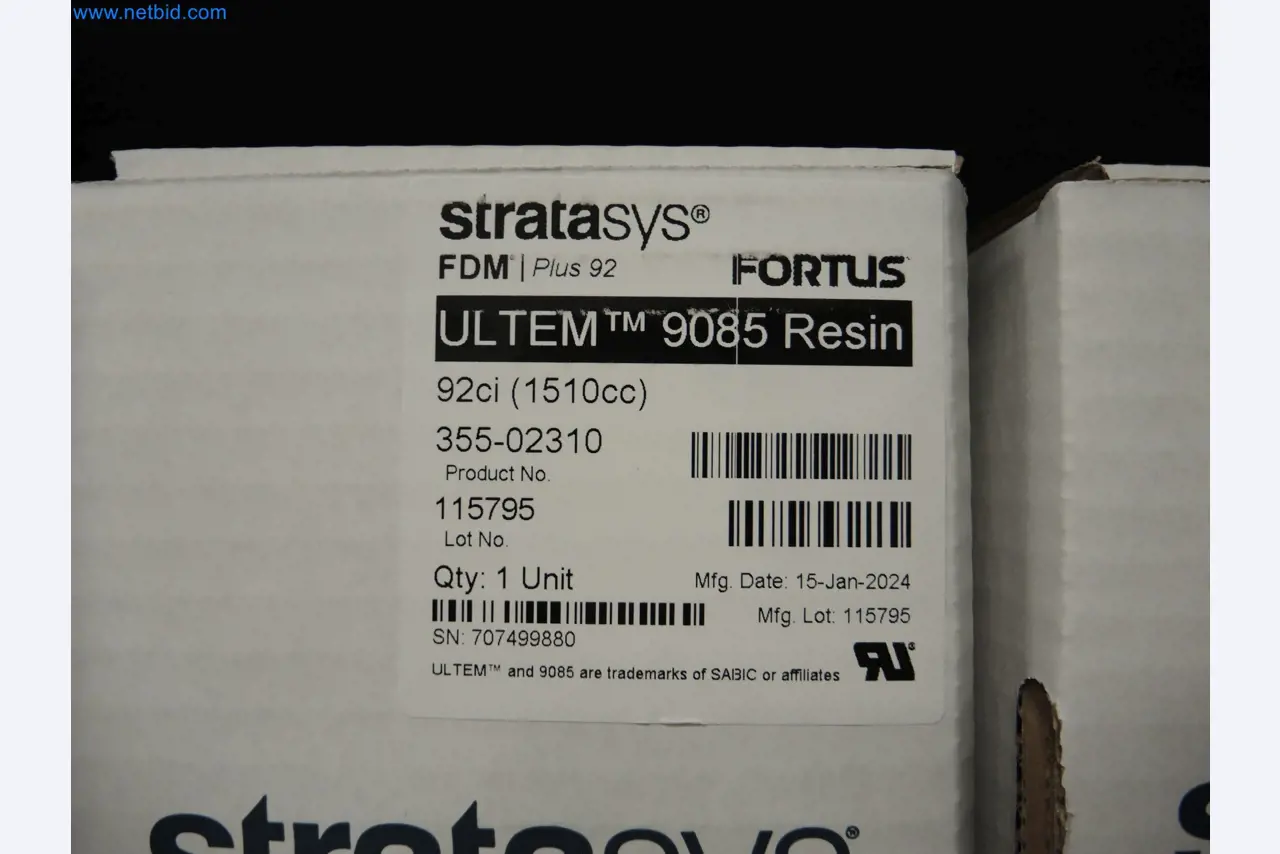 www.netbid.com
stratasys®
FDM® | Plus 92
FORTUS
ULTEM™ 9085 Resin
92ci (1510cc)
355-02310
Product No.
115795
Lot No.
Qty: 1 Unit
Mfg. Date: 15-Jan-2024
Mfg. Lot: 115795
SN: 707499880
ULTEM™ and 9085 are trademarks of SABIC or affiliates
stratasys®